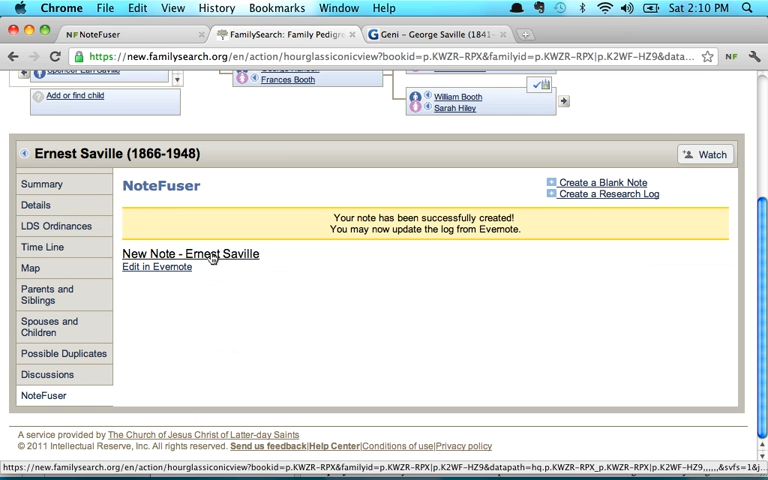 Chrome File Edit View History Bookmarks Window Help Sat 2:10 PM
NF NoteFuser × FamilySearch: Family Pedigre × Geni - George Saville (1841- ×
https://new.familysearch.org/en/action/hourglassiconicview?bookid=p.KWZR-RPX&familyid=p.KWZR-RPX|p.K2WF-HZ9&data... NF
Spencer Earl Saville
Frances Booth
Add or find child
William Booth
Sarah Hiley
Ernest Saville (1866-1948)
Watch
Summary
Details
LDS Ordinances
Time Line
Map
Parents and
Siblings
Spouses and
Children
Possible Duplicates
Discussions
NoteFuser
NoteFuser
Create a Blank Note
Create a Research Log
Your note has been successfully created!
You may now update the log from Evernote.
New Note - Ernest Saville
Edit in Evernote
A service provided by The Church of Jesus Christ of Latter-day Saints
© 2011 Intellectual Reserve, Inc. All rights reserved. Send us feedback|Help Center|Conditions of use|Privacy policy
https://new.familysearch.org/en/action/hourglassiconicview?bookid=p.KWZR-RPX&familyid=p.KWZR-RPX|p.K2WF-HZ9&datapath=hq.KWZR-RPX_p.KWZR-RPX|p.K2WF-HZ9,,,,,,&svfs=1&j...